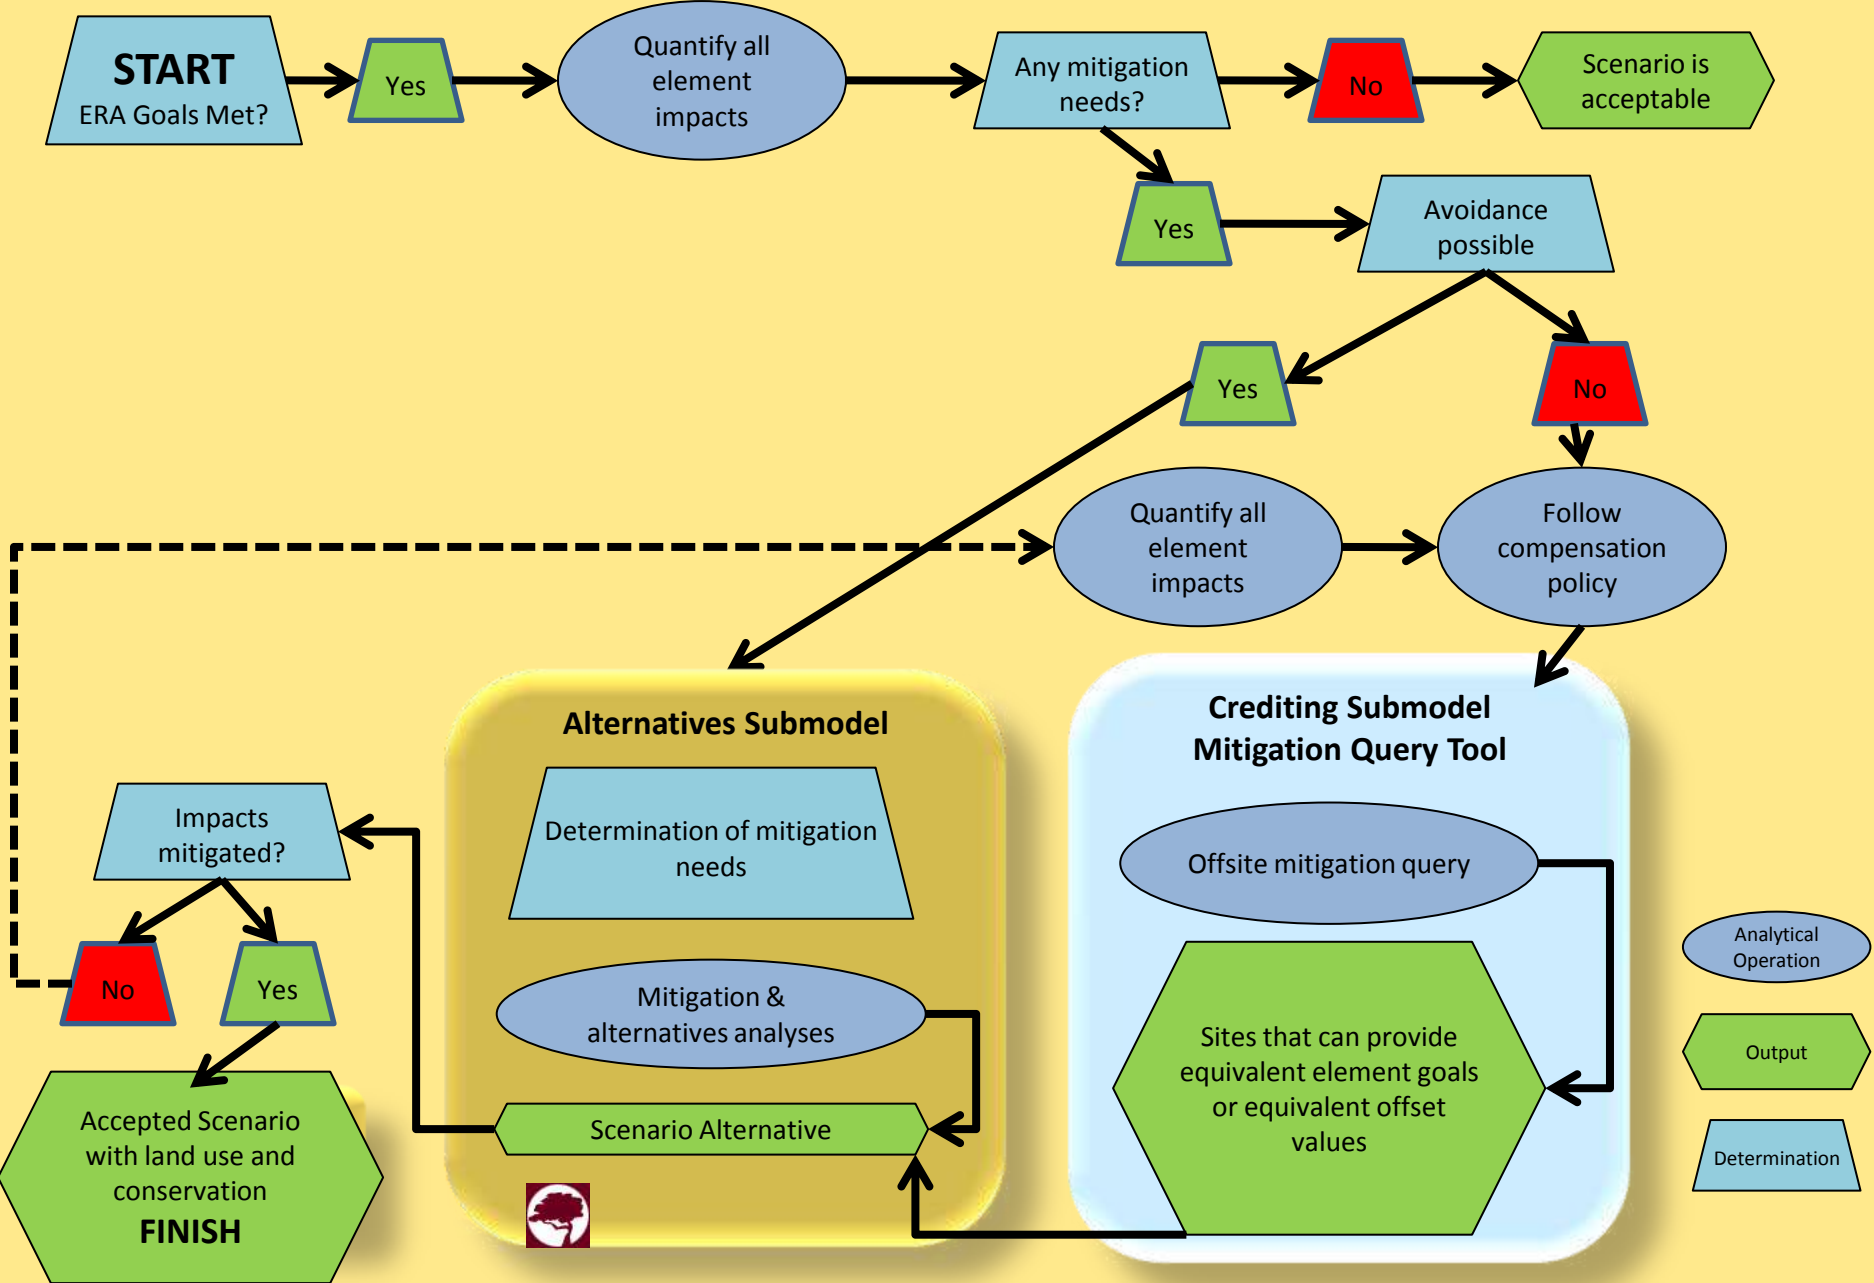 START
ERA Goals Met?
Yes
Quantify all
element
impacts
Any mitigation
needs?
No
Scenario is
acceptable
Yes
Avoidance
possible
Yes
No
Quantify all
element
impacts
Follow
compensation
policy
Alternatives Submodel
Determination of mitigation
needs
Mitigation &
alternatives analyses
Scenario Alternative
Crediting Submodel
Mitigation Query Tool
Offsite mitigation query
Sites that can provide
equivalent element goals
or equivalent offset
values
Impacts
mitigated?
No
Yes
Accepted Scenario
with land use and
conservation
FINISH
Analytical
Operation
Output
Determination